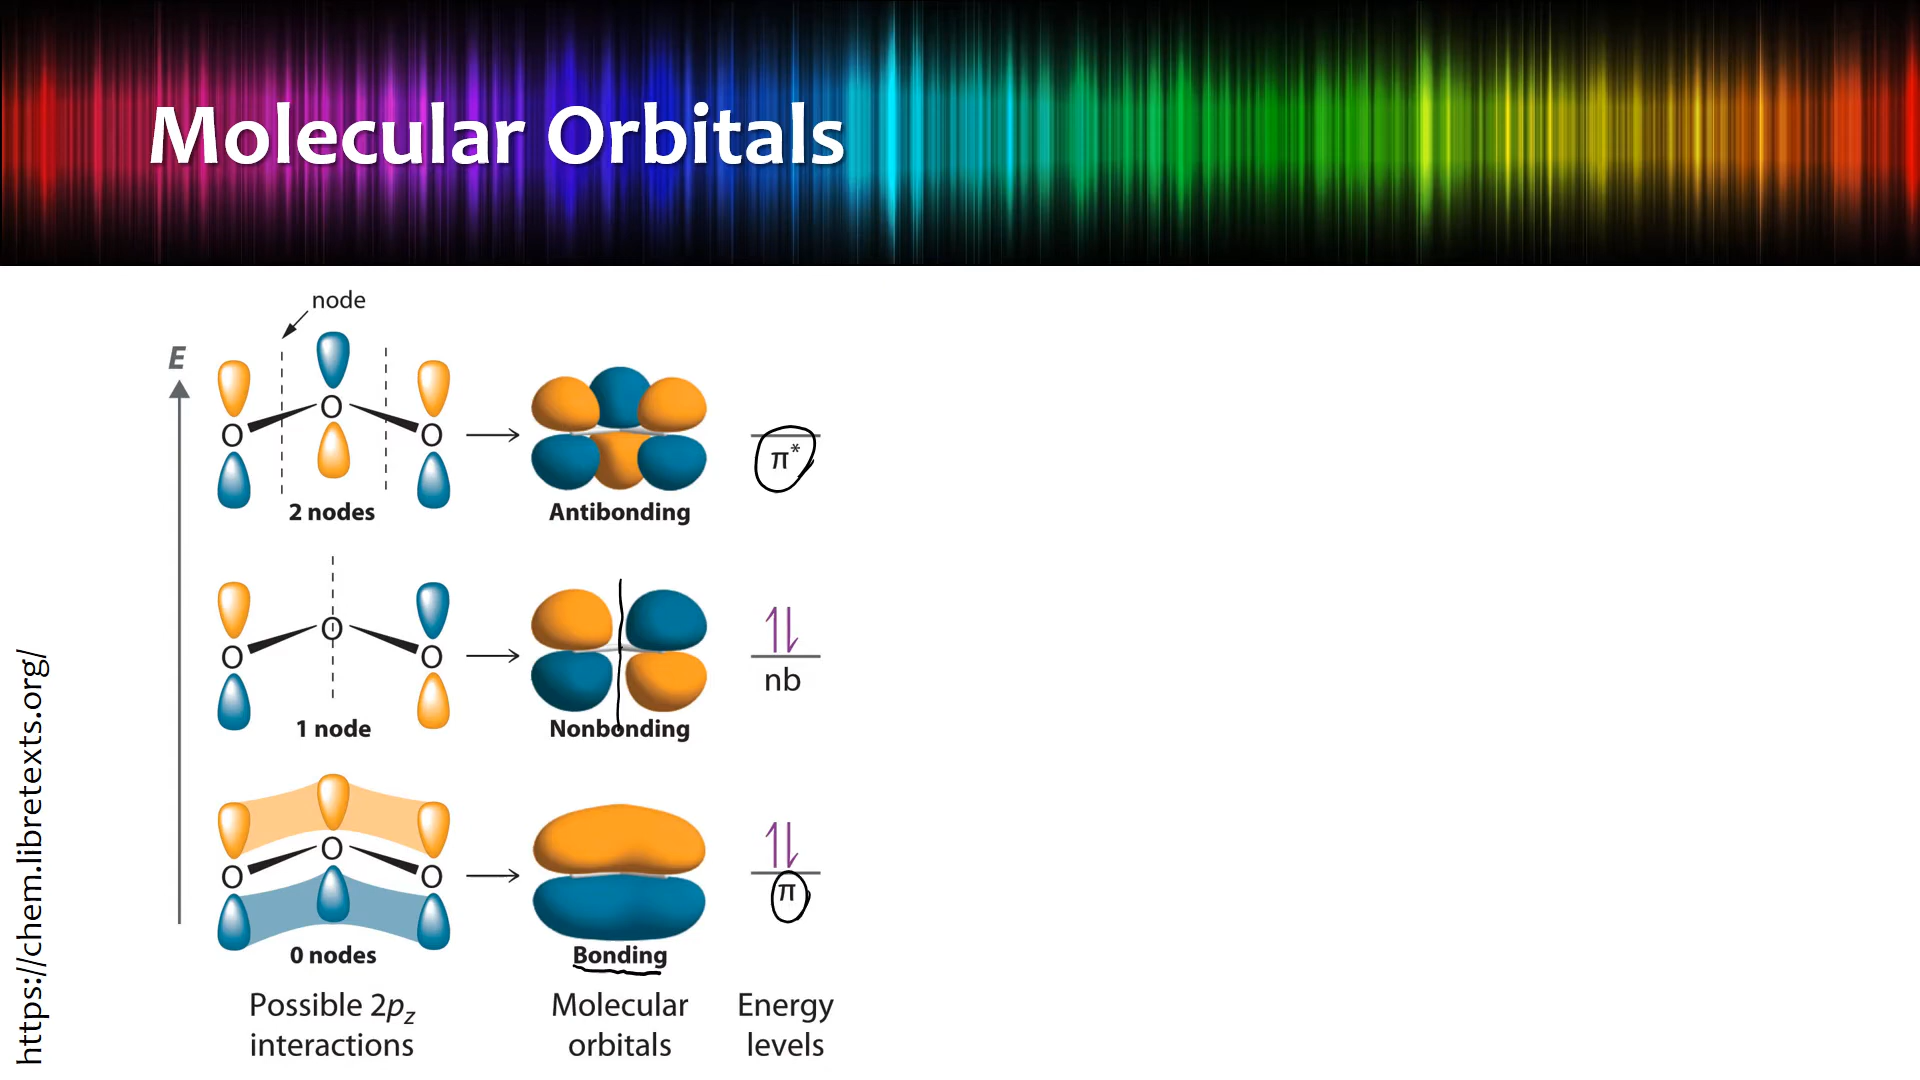 Molecular Orbitals
node
E
O
O
O
2 nodes
Antibonding
π*
O
O
O
1 node
Nonbonding
nb
O
O
O
0 nodes
Bonding
π
Possible 2pz
interactions
Molecular
orbitals
Energy
levels
https://chem.libretexts.org/